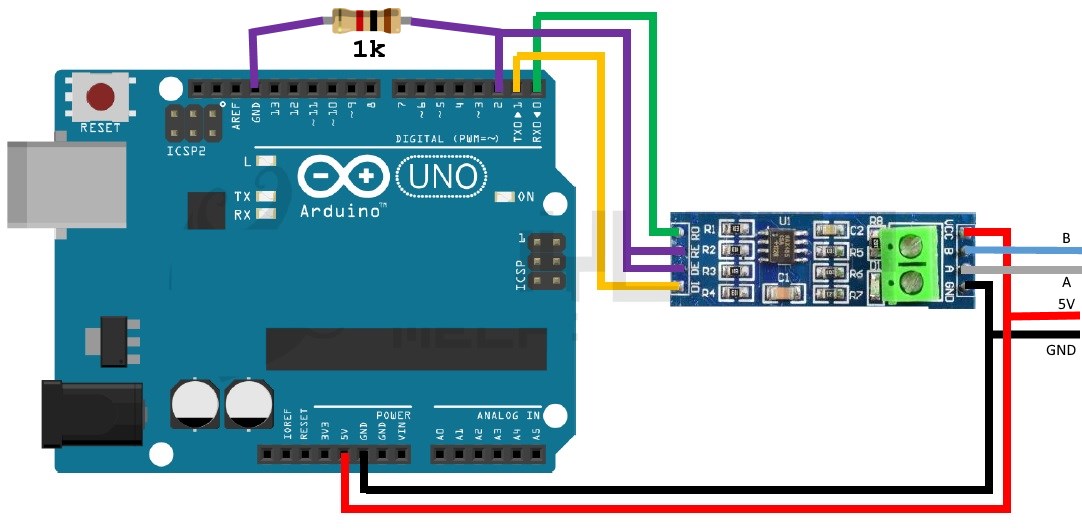 1k
RESET
ICSP2
AREF
GND
13
12
~11
~10
~9
8
7
~6
~5
4
~3
2
TX0▶1
RX0◀0
DIGITAL (PWM=~)
L
TX
RX
UNO
Arduino™
ON
1
ICSP
IOREF
RESET
3V3
5V
GND
GND
VIN
POWER
ANALOG IN
A0
A1
A2
A3
A4
A5
RO
RE
DE
DI
R1
R2
R3
R4
U1
C1
C2
R5
R6
R7
R8
VCC
B
A
GND
B
A
5V
GND